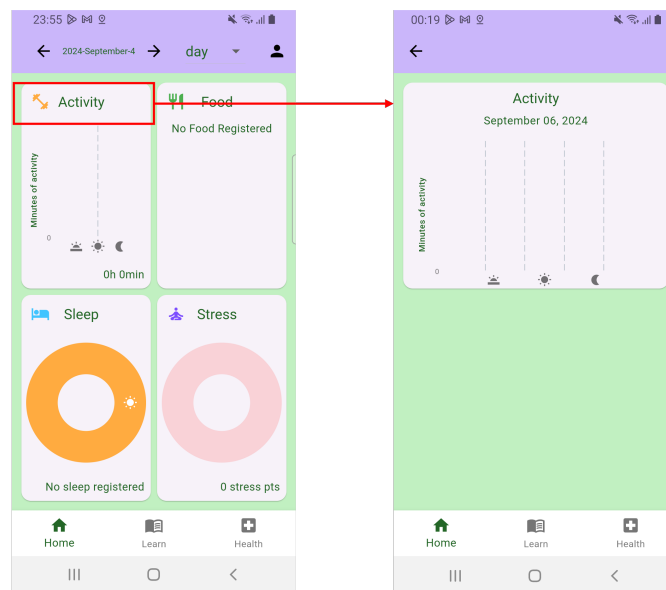 23:55
2024-September-4
day
Activity
Minutes of activity
0
0h 0min
Food
No Food Registered
Sleep
No sleep registered
Stress
0 stress pts
Home
Learn
Health
00:19
Activity
September 06, 2024
Minutes of activity
0
Home
Learn
Health